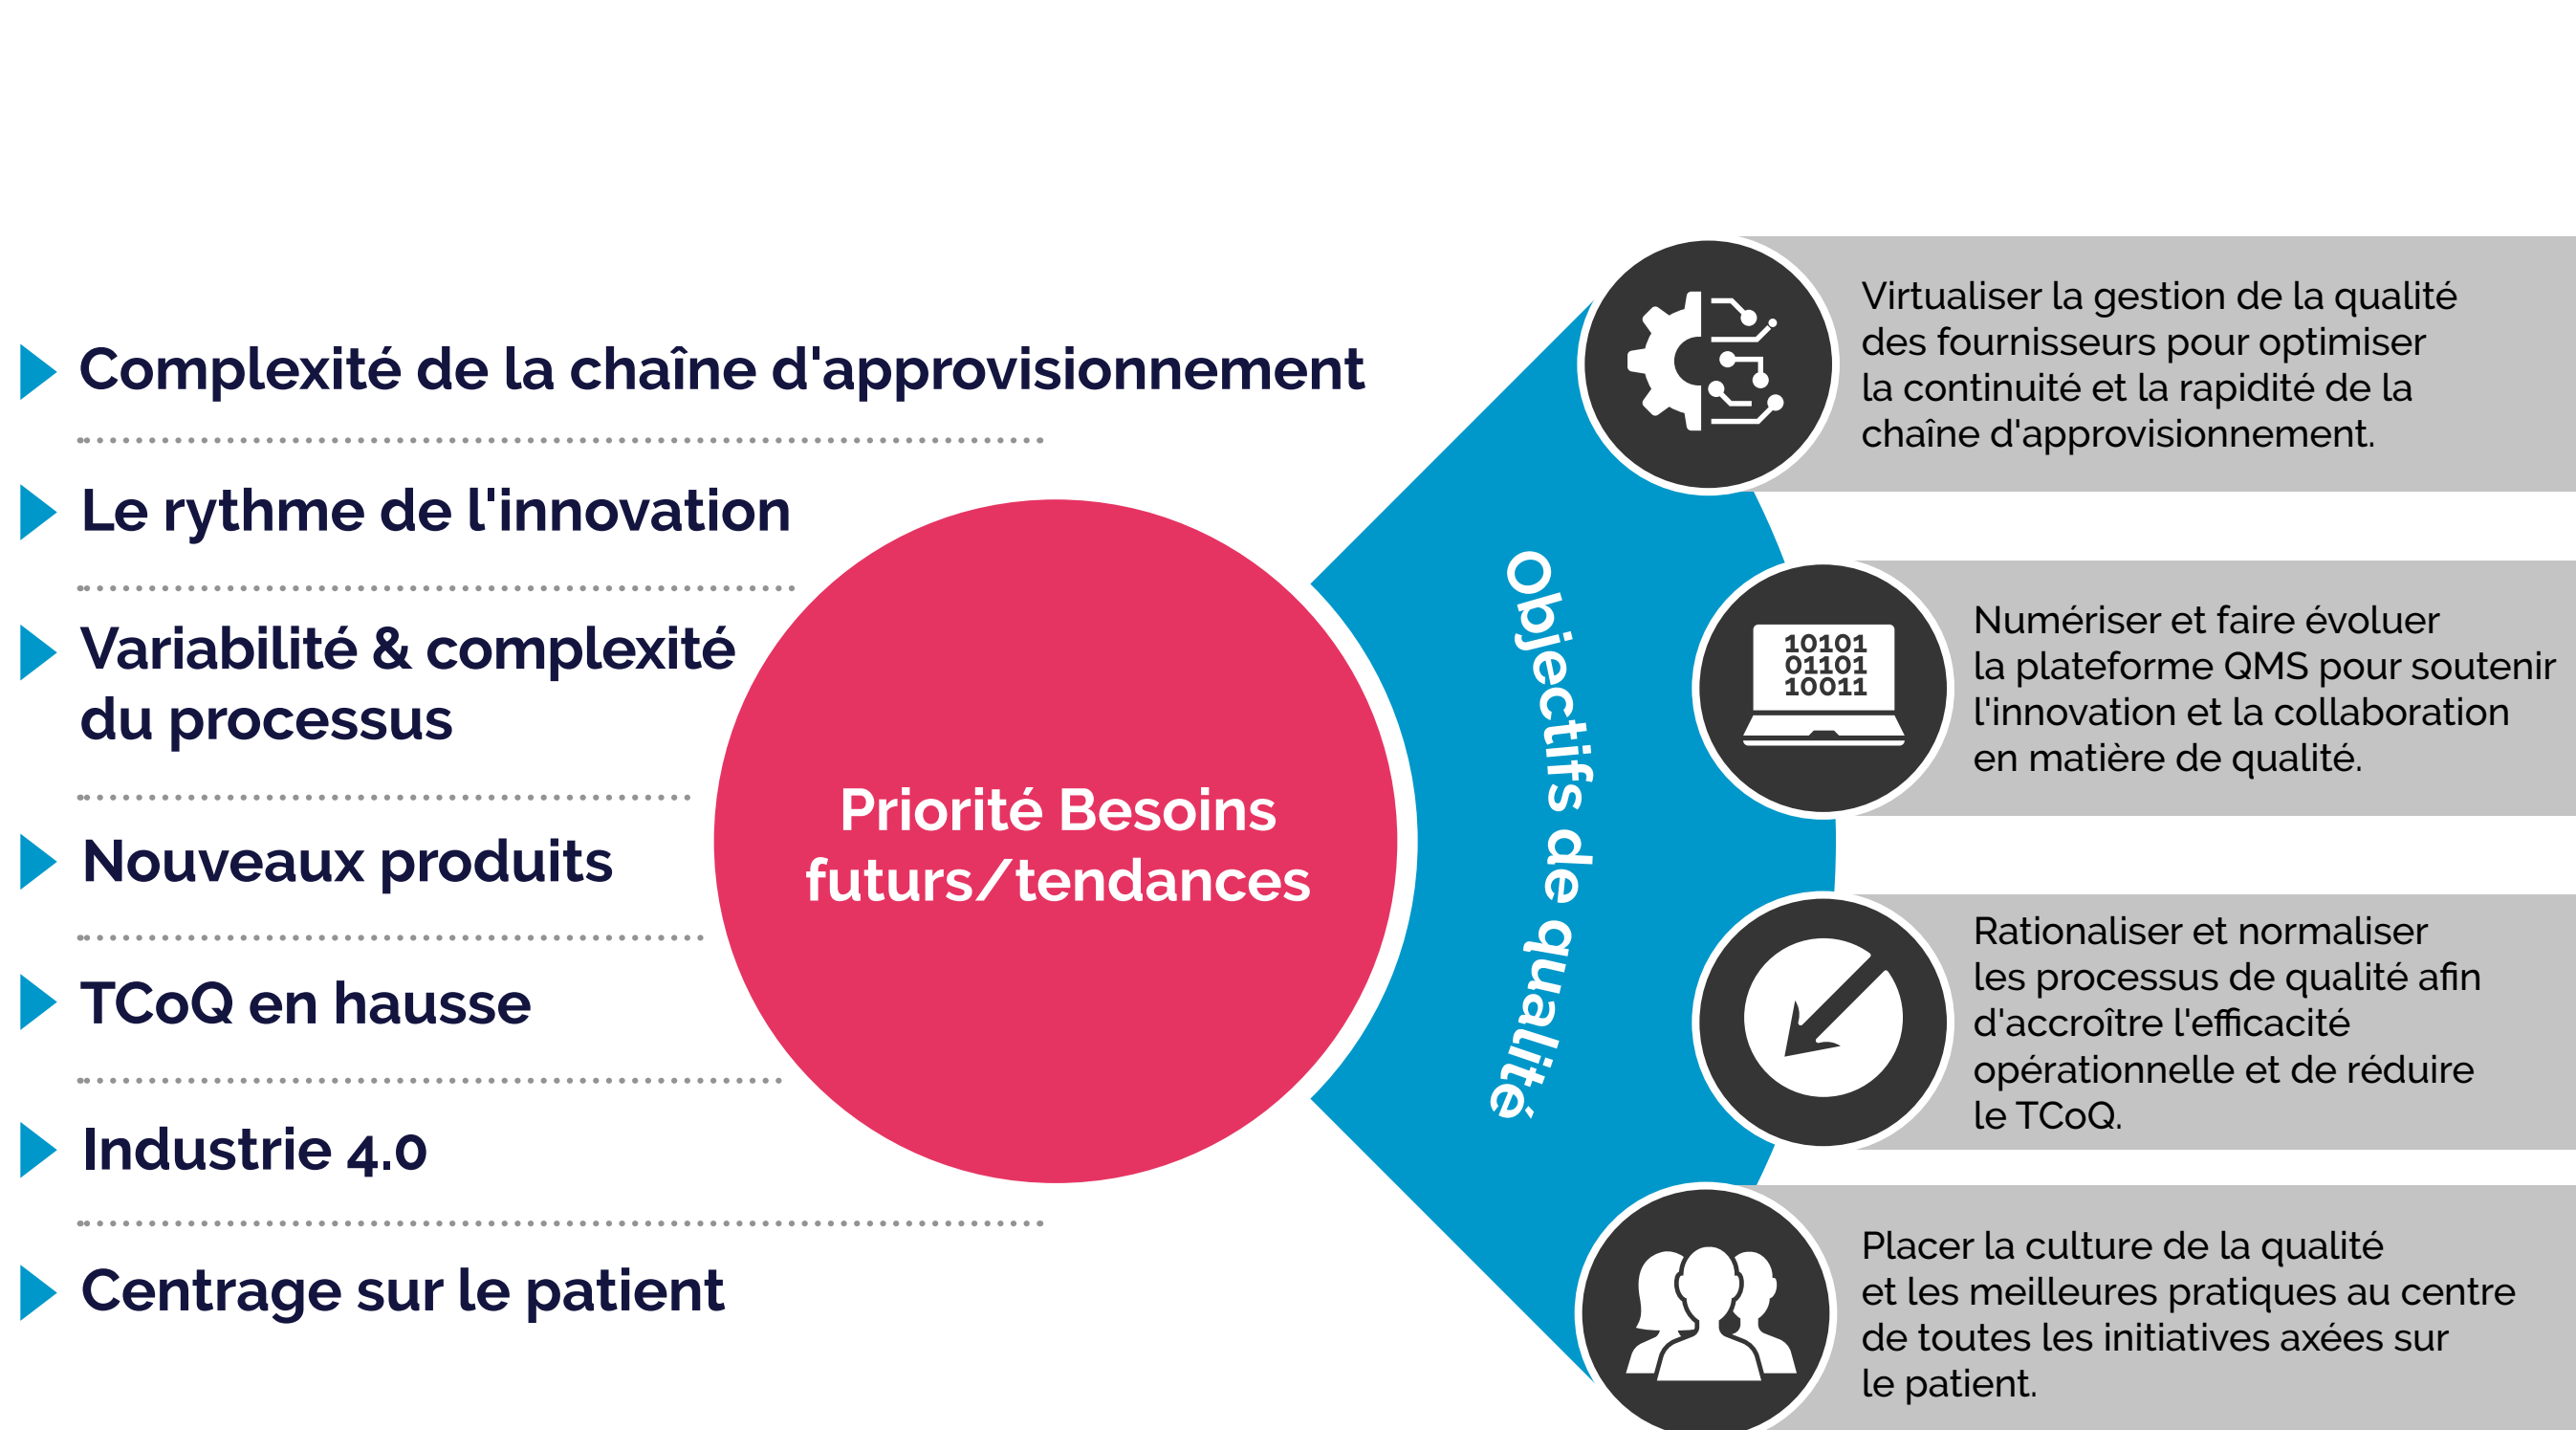 Complexité de la chaîne d'approvisionnement
Le rythme de l'innovation
Variabilité & complexité
du processus
Nouveaux produits
TCoQ en hausse
Industrie 4.0
Centrage sur le patient
Priorité Besoins
futurs/tendances
Objectifs de qualité
Virtualiser la gestion de la qualité
des fournisseurs pour optimiser
la continuité et la rapidité de la
chaîne d'approvisionnement.
10101
01101
10011
Numériser et faire évoluer
la plateforme QMS pour soutenir
l'innovation et la collaboration
en matière de qualité.
Rationaliser et normaliser
les processus de qualité afin
d'accroître l'efficacité
opérationnelle et de réduire
le TCoQ.
Placer la culture de la qualité
et les meilleures pratiques au centre
de toutes les initiatives axées sur
le patient.